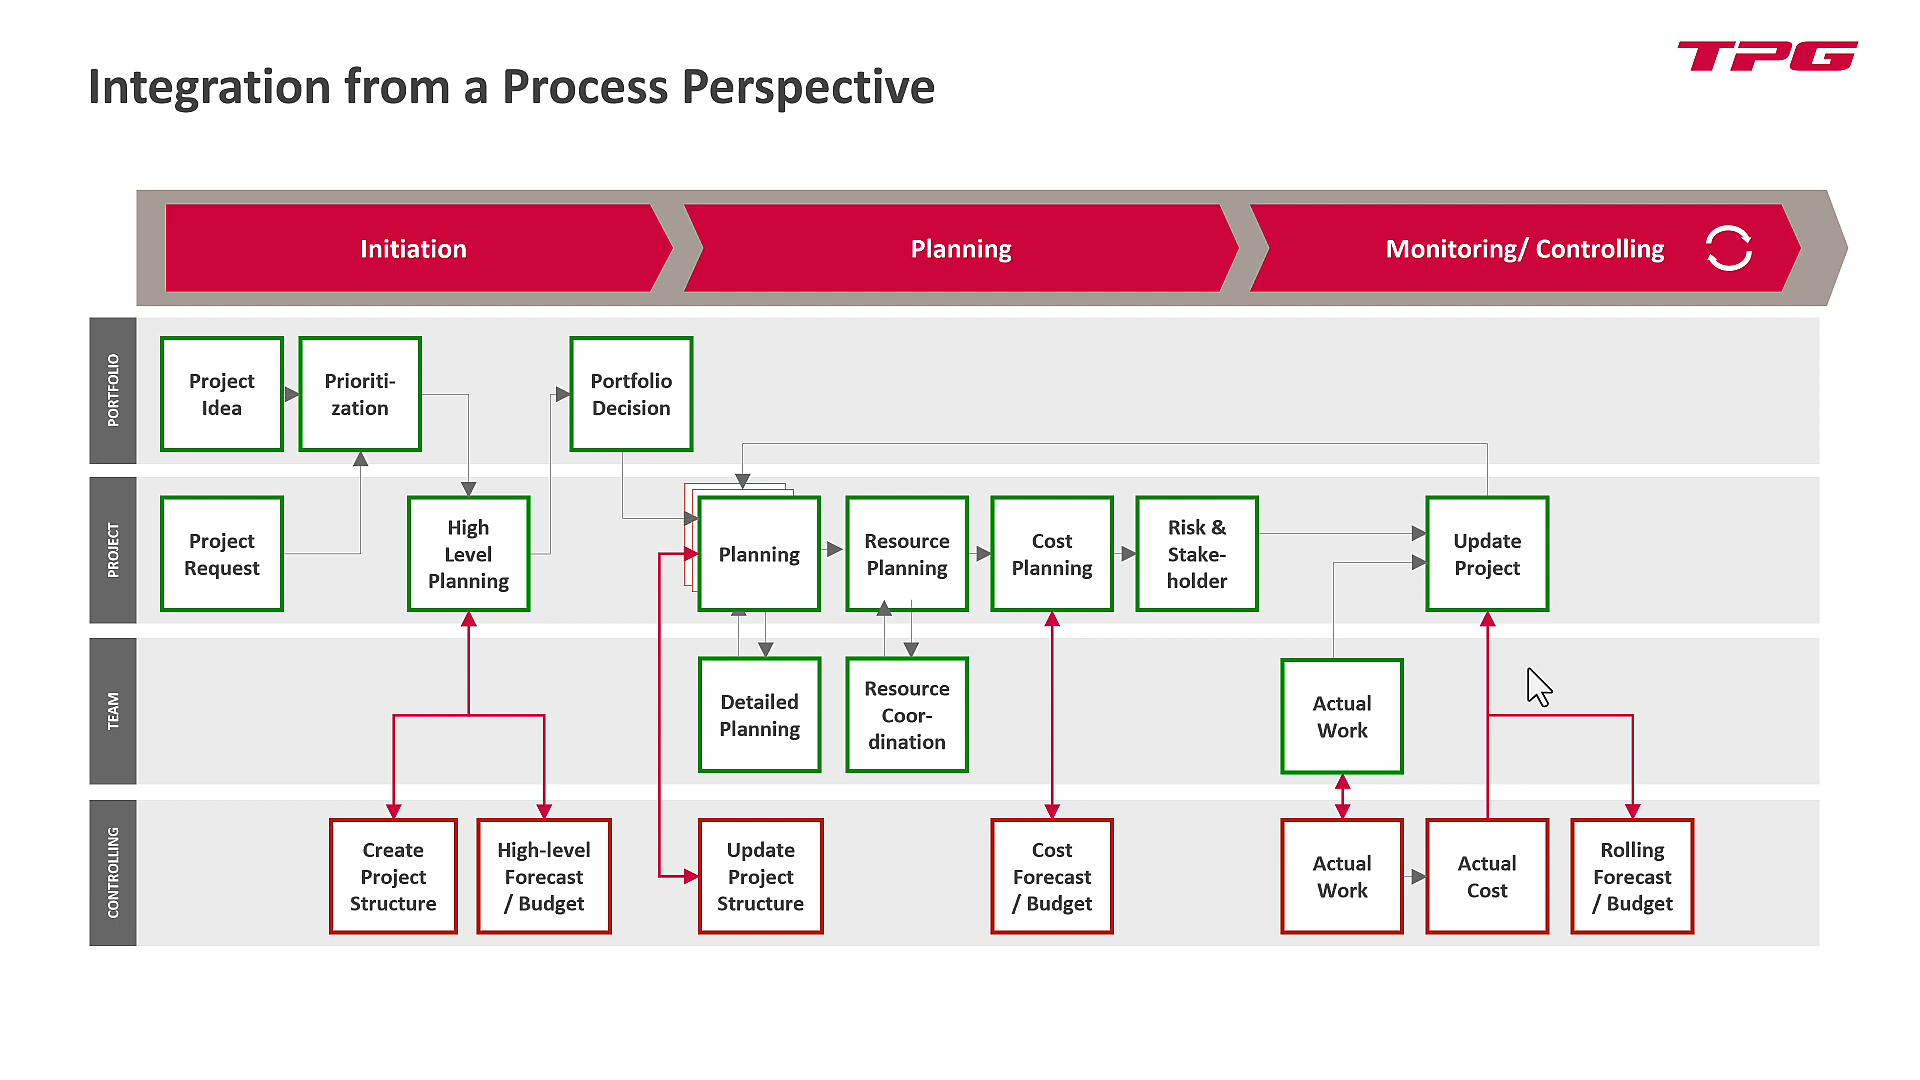 TPG
Integration from a Process Perspective
Initiation
Planning
Monitoring/ Controlling
PORTFOLIO
Project
Idea
Prioriti-
zation
Portfolio
Decision
PROJECT
Project
Request
High
Level
Planning
Planning
Resource
Planning
Cost
Planning
Risk &
Stake-
holder
Update
Project
TEAM
Detailed
Planning
Resource
Coor-
dination
Actual
Work
CONTROLLING
Create
Project
Structure
High-level
Forecast
/ Budget
Update
Project
Structure
Cost
Forecast
/ Budget
Actual
Work
Actual
Cost
Rolling
Forecast
/ Budget